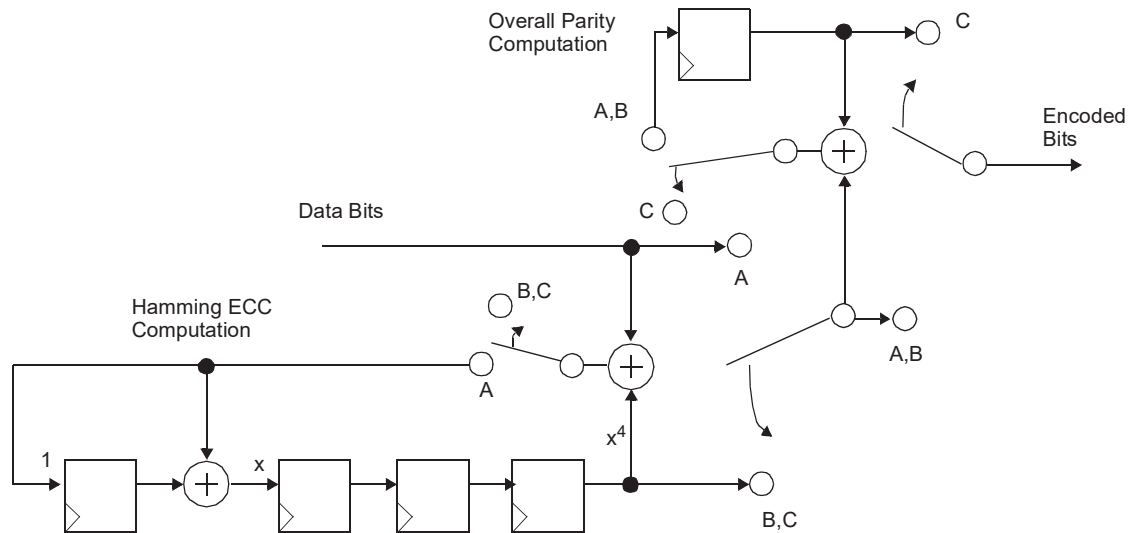 Overall Parity
Computation
C
A,B
Encoded
Bits
C
Data Bits
A
Hamming ECC
Computation
B,C
A
A,B
x⁴
1
x
B,C